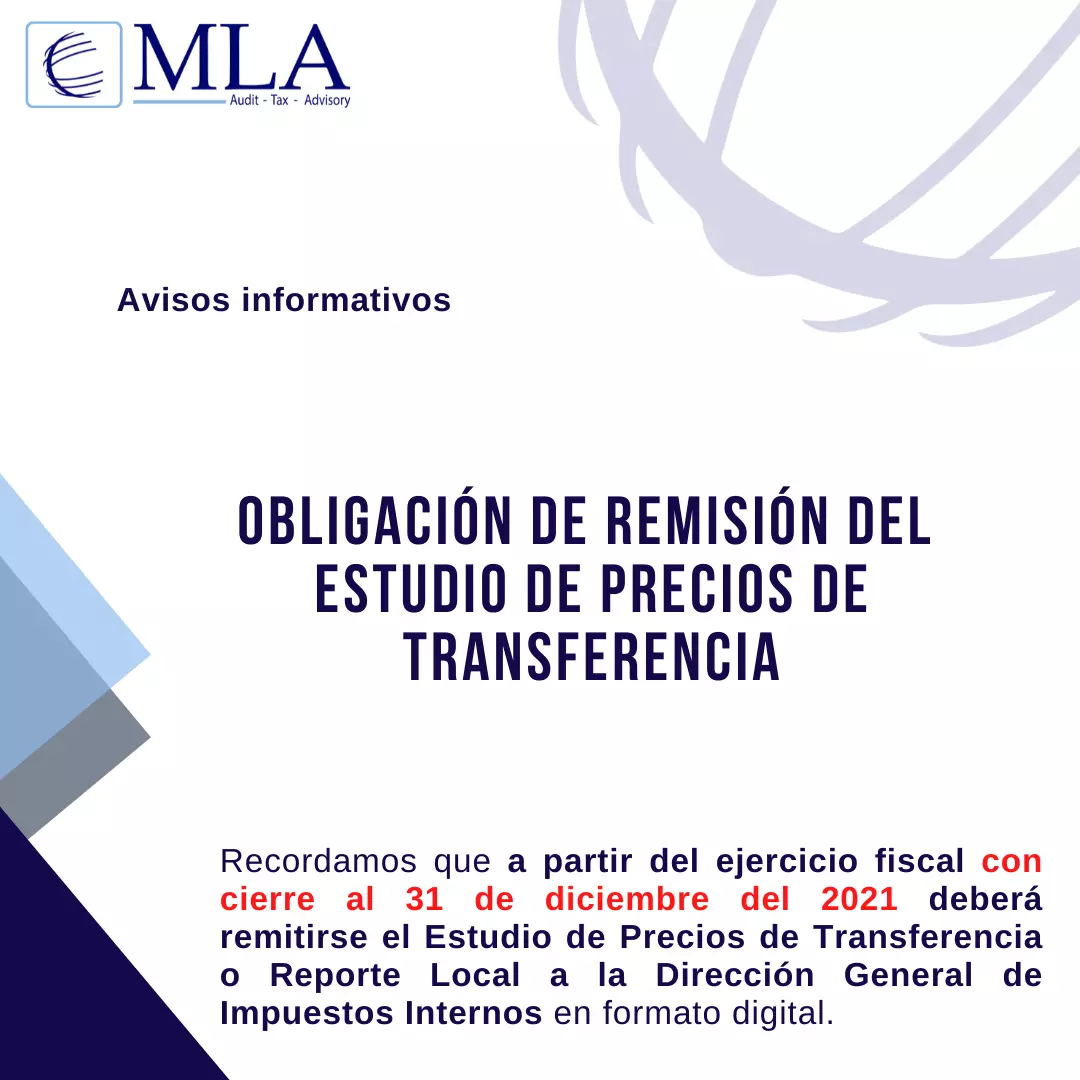 MLA
Audit - Tax - Advisory
Avisos informativos
OBLIGACIÓN DE REMISIÓN DEL
ESTUDIO DE PRECIOS DE
TRANSFERENCIA
Recordamos que a partir del ejercicio fiscal con
cierre al 31 de diciembre del 2021 deberá
remitirse el Estudio de Precios de Transferencia
o Reporte Local a la Dirección General de
Impuestos Internos en formato digital.